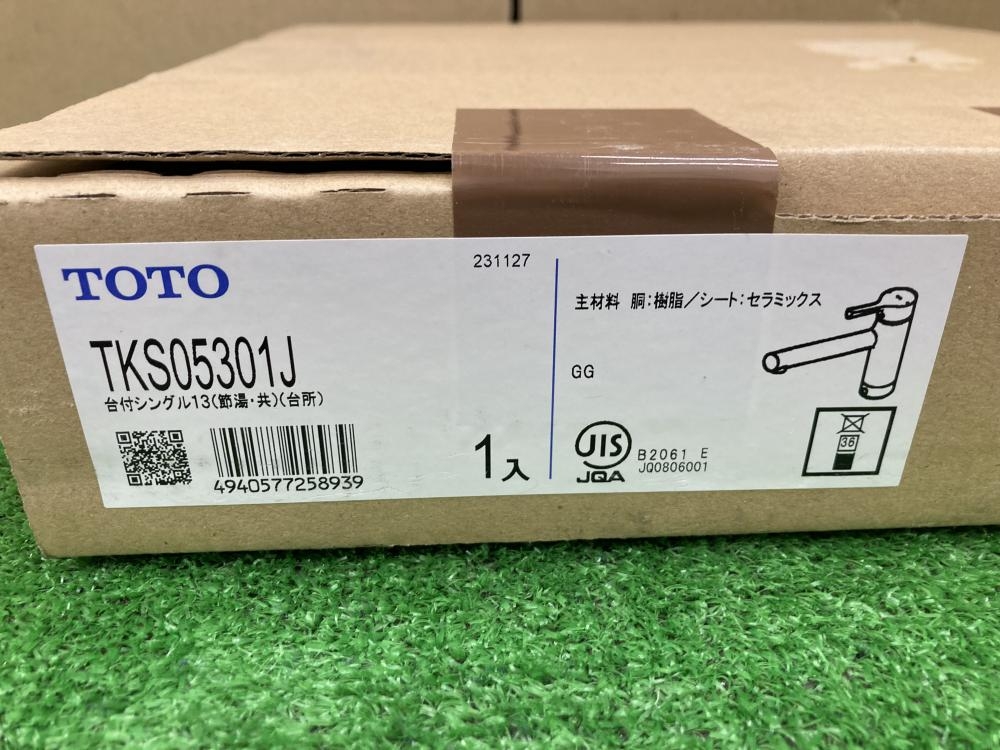 TOTO
231127
TKS05301J
台付シングル13(節湯・共)(台所)
4940577258939
1入
主材料 胴:樹脂/シート:セラミックス
GG
JIS
JQA
B2061 E
JQ0806001
36